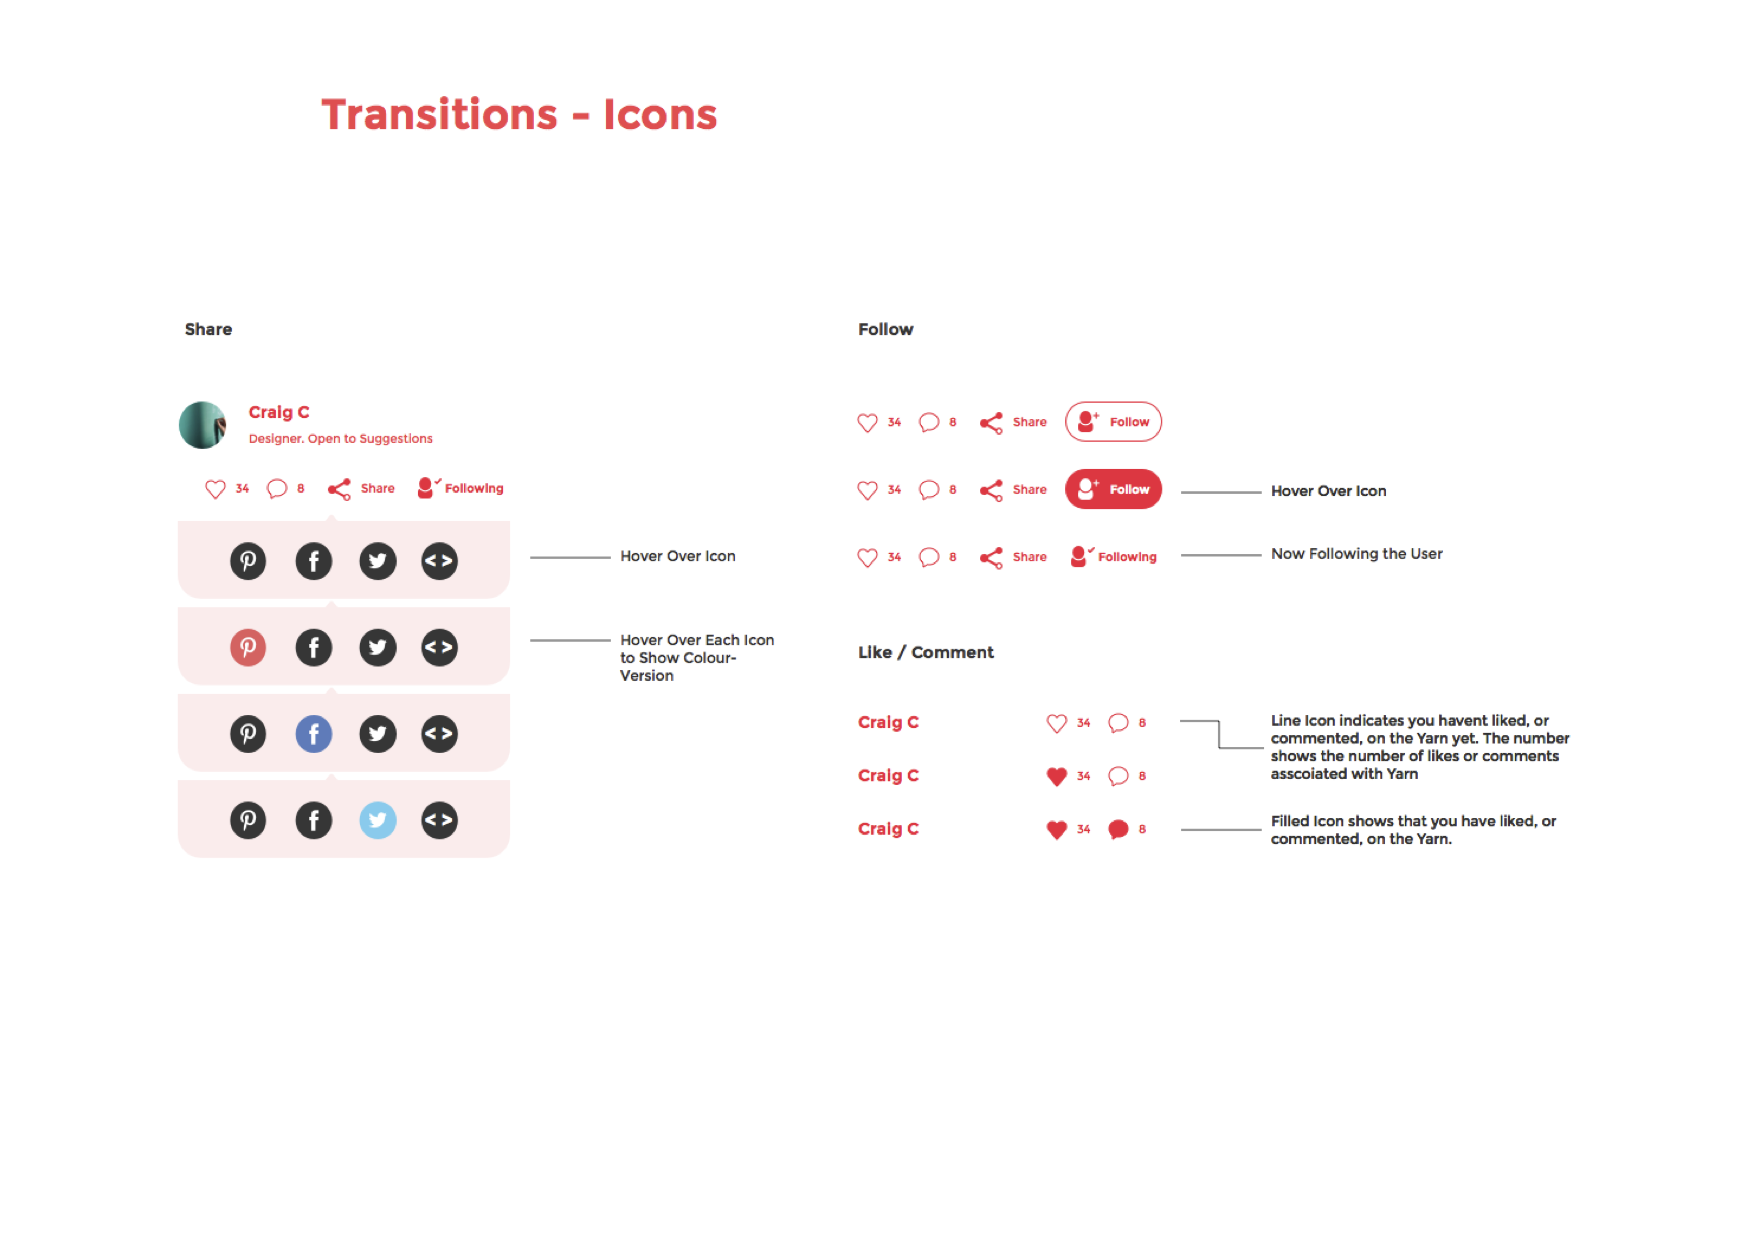 Transitions - Icons
Share
Craig C
Designer. Open to Suggestions
34 8 Share Following
< >
Hover Over Icon
< >
Hover Over Each Icon
to Show Colour-
Version
< >
< >
Follow
34 8 Share Follow
34 8 Share Follow
Hover Over Icon
34 8 Share Following
Now Following the User
Like / Comment
Craig C 34 8
Line Icon indicates you havent liked, or
commented, on the Yarn yet. The number
shows the number of likes or comments
asscoiated with Yarn
Craig C 34 8
Craig C 34 8
Filled Icon shows that you have liked, or
commented, on the Yarn.